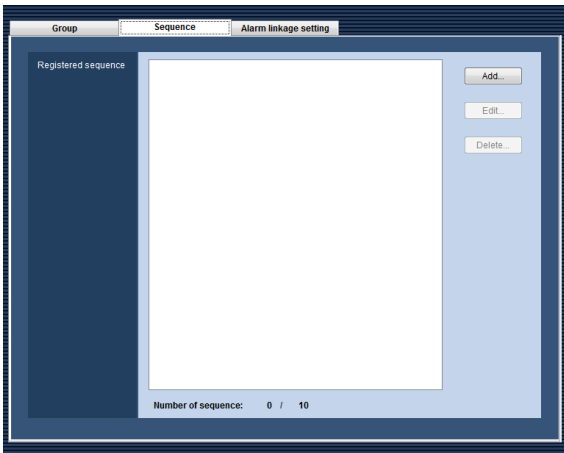 Group Sequence Alarm linkage setting
Registered sequence
Add...
Edit...
Delete...
Number of sequence: 0 / 10